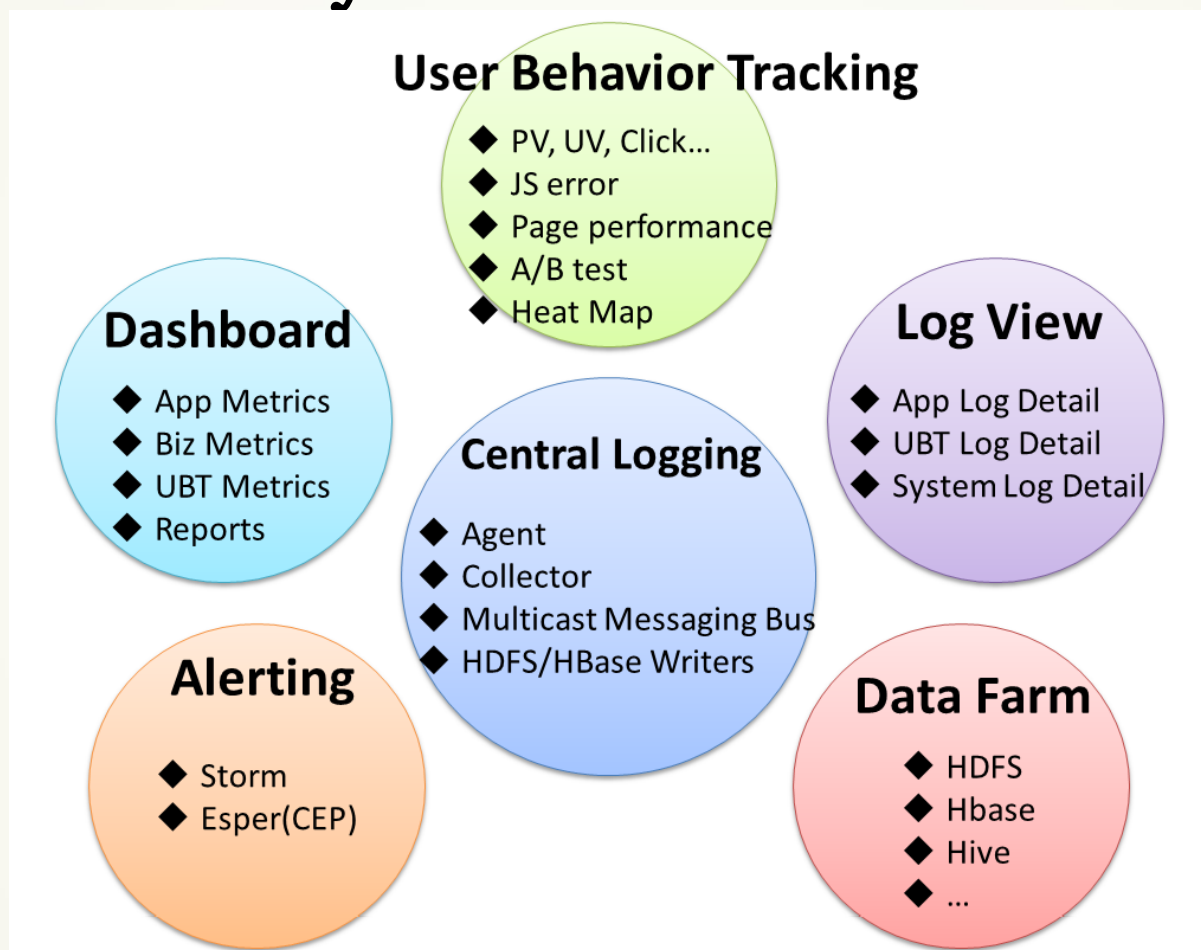 User Behavior Tracking
◆ PV, UV, Click...
◆ JS error
◆ Page performance
◆ A/B test
◆ Heat Map
Dashboard
◆ App Metrics
◆ Biz Metrics
◆ UBT Metrics
◆ Reports
Log View
◆ App Log Detail
◆ UBT Log Detail
◆ System Log Detail
Central Logging
◆ Agent
◆ Collector
◆ Multicast Messaging Bus
◆ HDFS/HBase Writers
Alerting
◆ Storm
◆ Esper(CEP)
Data Farm
◆ HDFS
◆ Hbase
◆ Hive
◆ ...